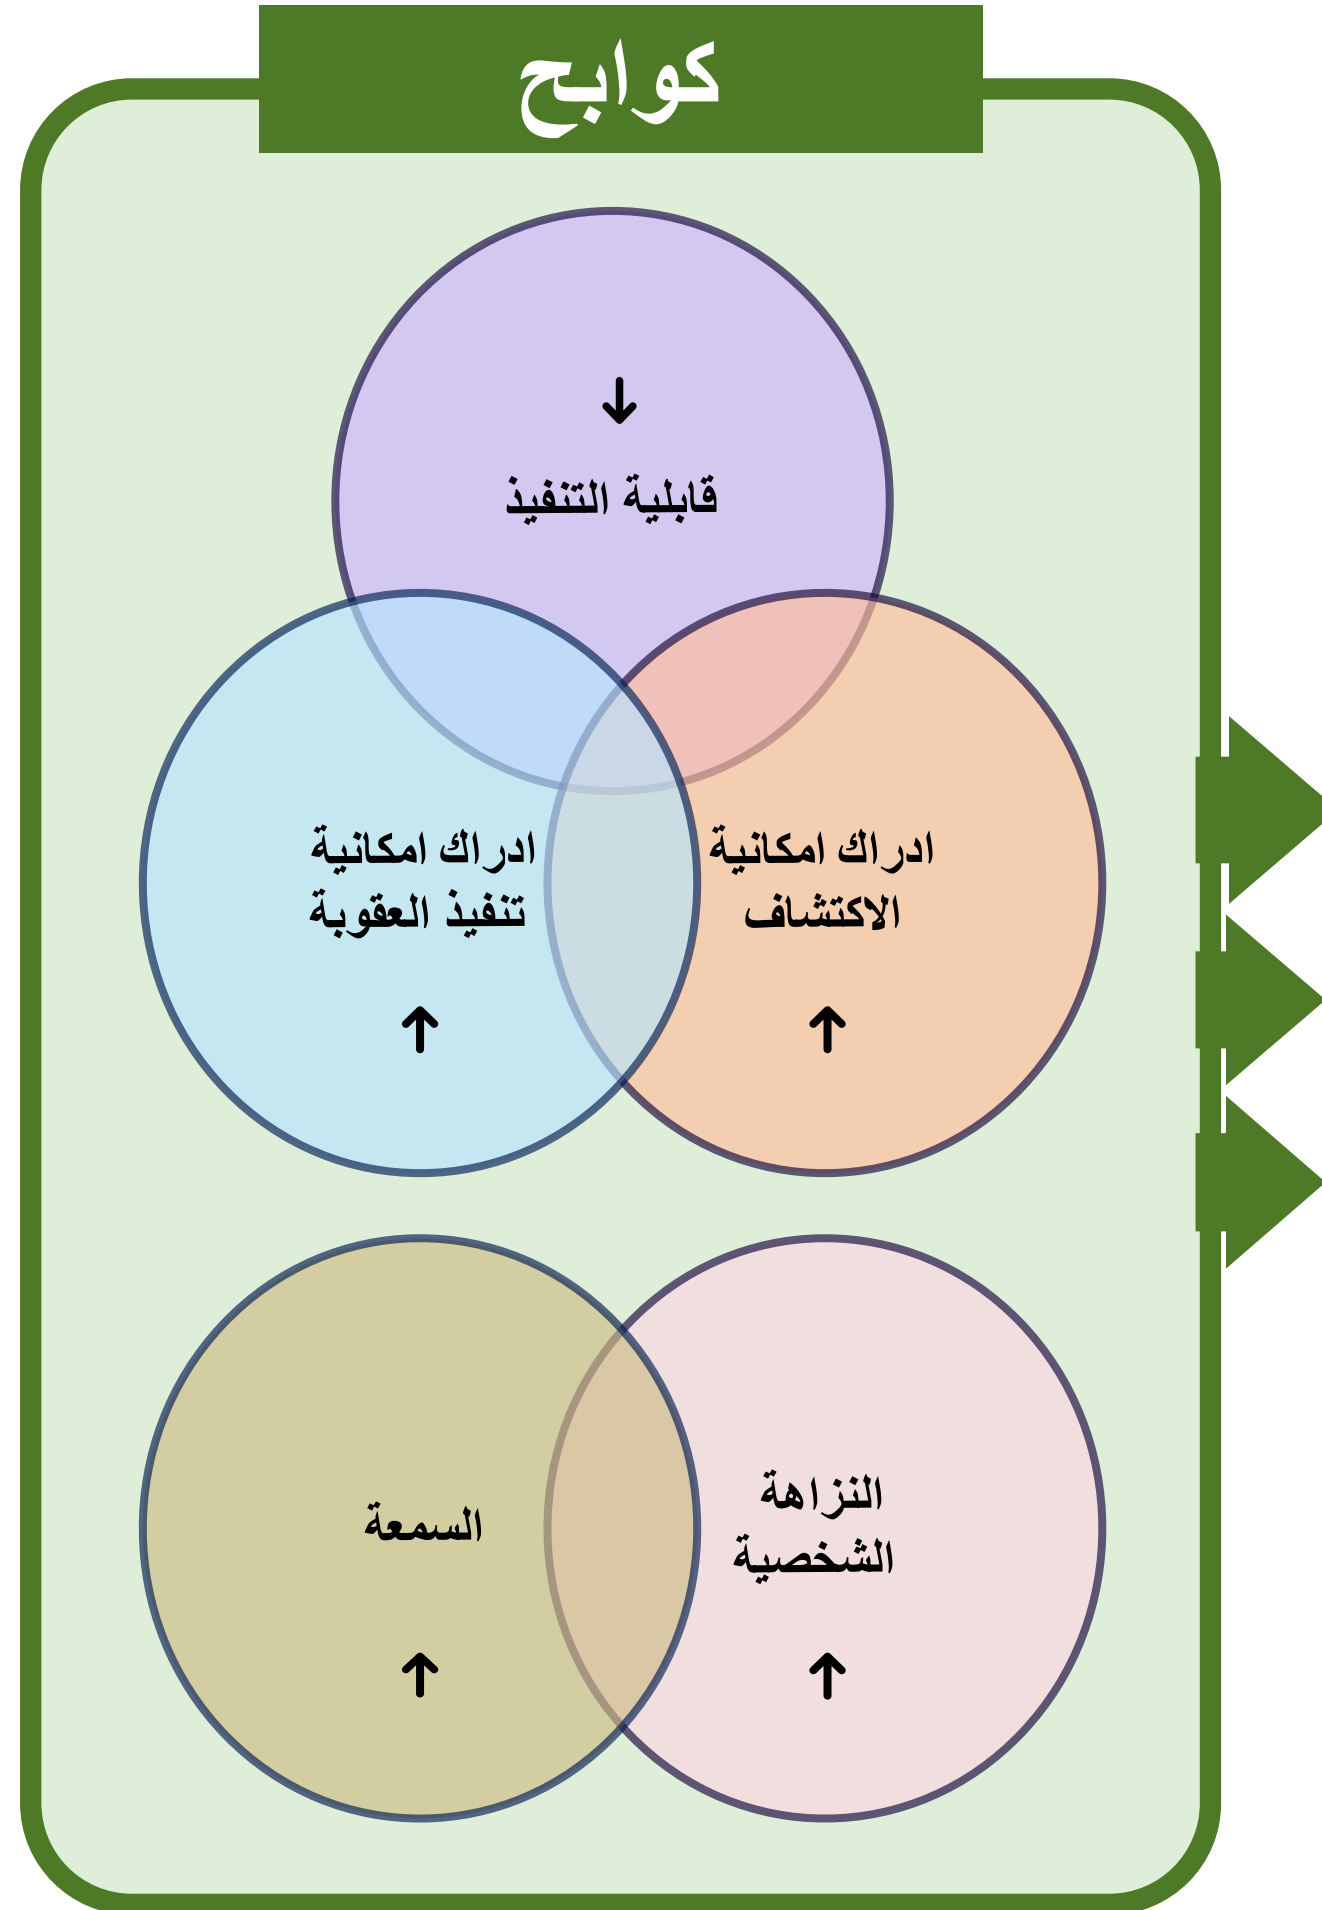 كوابح
↓
قابلية التنفيذ
ادراك امكانية
الاكتشاف
↑
ادراك امكانية
تنفيذ العقوبة
↑
النزاهة
الشخصية
↑
السمعة
↑